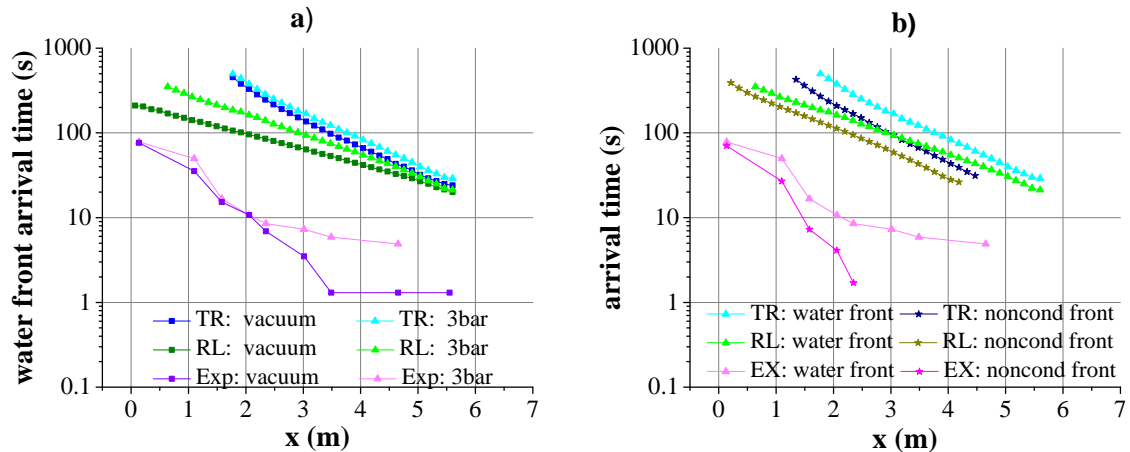 a)
water front arrival time (s)
1000
100
10
1
0.1
TR: vacuum
TR: 3bar
RL: vacuum
RL: 3bar
Exp: vacuum
Exp: 3bar
0 1 2 3 4 5 6 7
x (m)
b)
arrival time (s)
1000
100
10
1
0.1
TR: water front
TR: noncond front
RL: water front
RL: noncond front
EX: water front
EX: noncond front
0 1 2 3 4 5 6 7
x (m)